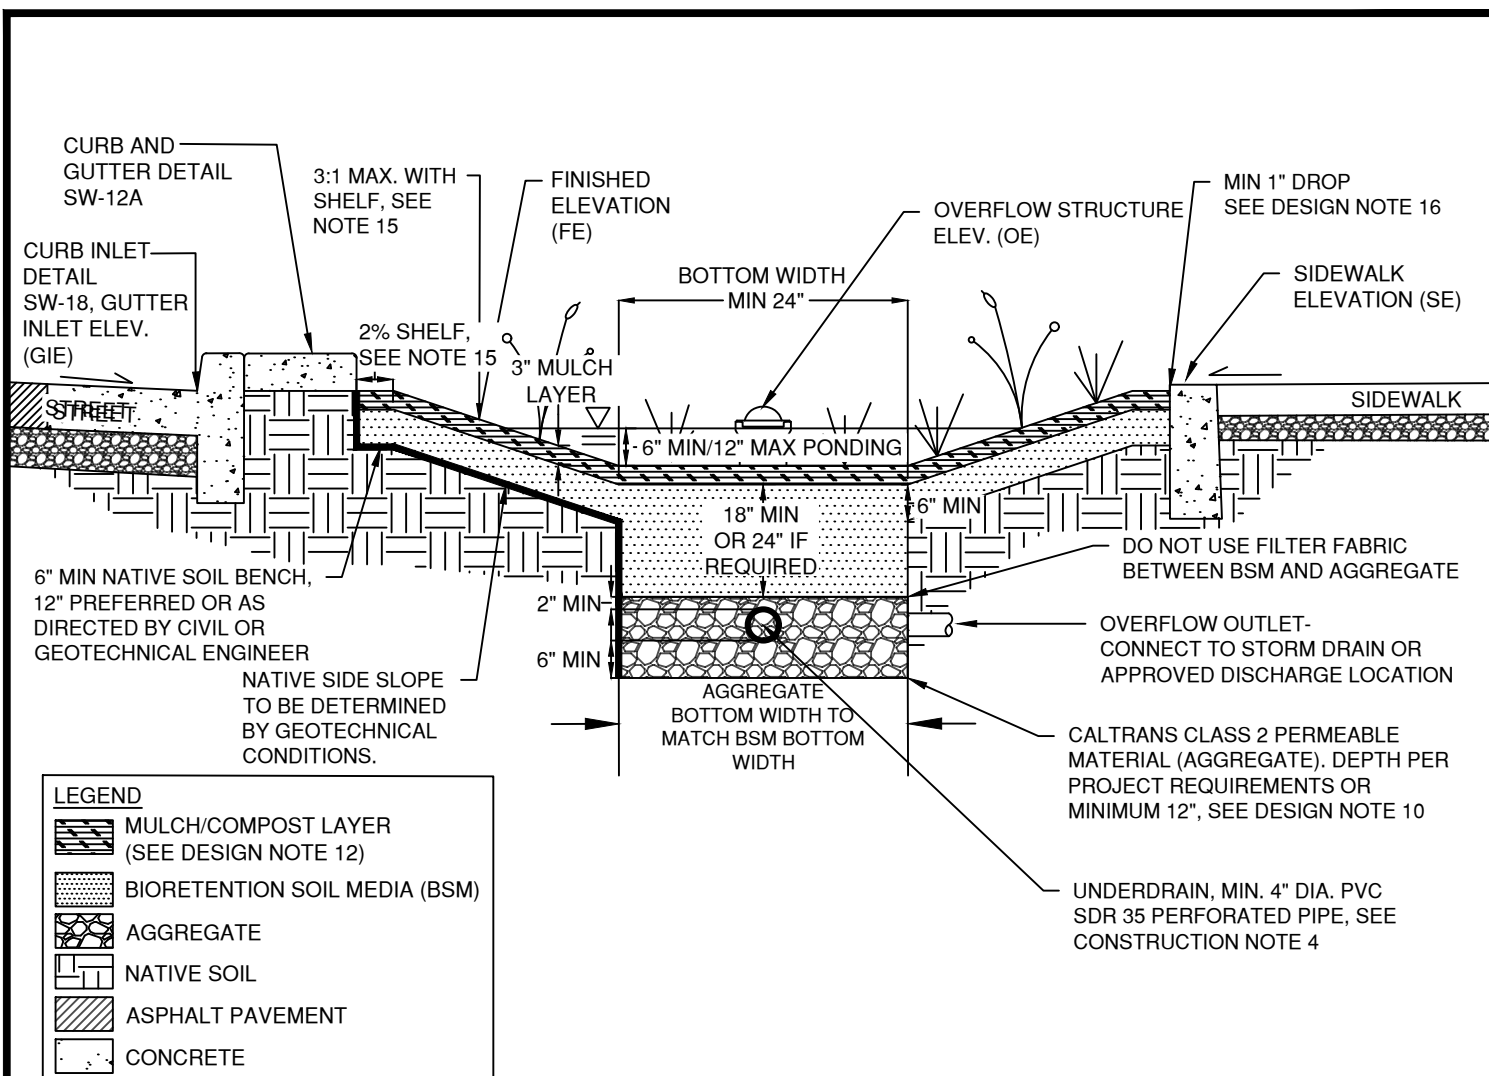 CURB AND
GUTTER DETAIL
SW-12A
CURB INLET
DETAIL
SW-18, GUTTER
INLET ELEV.
(GIE)
3:1 MAX. WITH
SHELF, SEE
NOTE 15
2% SHELF,
SEE NOTE 15
FINISHED
ELEVATION
(FE)
3" MULCH
LAYER
BOTTOM WIDTH
MIN 24"
OVERFLOW STRUCTURE
ELEV. (OE)
MIN 1" DROP
SEE DESIGN NOTE 16
SIDEWALK
ELEVATION (SE)
STREET
STREET
SIDEWALK
6" MIN/12" MAX PONDING
18" MIN
OR 24" IF
REQUIRED
6" MIN
2" MIN
6" MIN
6" MIN NATIVE SOIL BENCH,
12" PREFERRED OR AS
DIRECTED BY CIVIL OR
GEOTECHNICAL ENGINEER
NATIVE SIDE SLOPE
TO BE DETERMINED
BY GEOTECHNICAL
CONDITIONS.
AGGREGATE
BOTTOM WIDTH TO
MATCH BSM BOTTOM
WIDTH
DO NOT USE FILTER FABRIC
BETWEEN BSM AND AGGREGATE
OVERFLOW OUTLET-
CONNECT TO STORM DRAIN OR
APPROVED DISCHARGE LOCATION
CALTRANS CLASS 2 PERMEABLE
MATERIAL (AGGREGATE). DEPTH PER
PROJECT REQUIREMENTS OR
MINIMUM 12", SEE DESIGN NOTE 10
UNDERDRAIN, MIN. 4" DIA. PVC
SDR 35 PERFORATED PIPE, SEE
CONSTRUCTION NOTE 4
LEGEND
MULCH/COMPOST LAYER
(SEE DESIGN NOTE 12)
BIORETENTION SOIL MEDIA (BSM)
AGGREGATE
NATIVE SOIL
ASPHALT PAVEMENT
CONCRETE